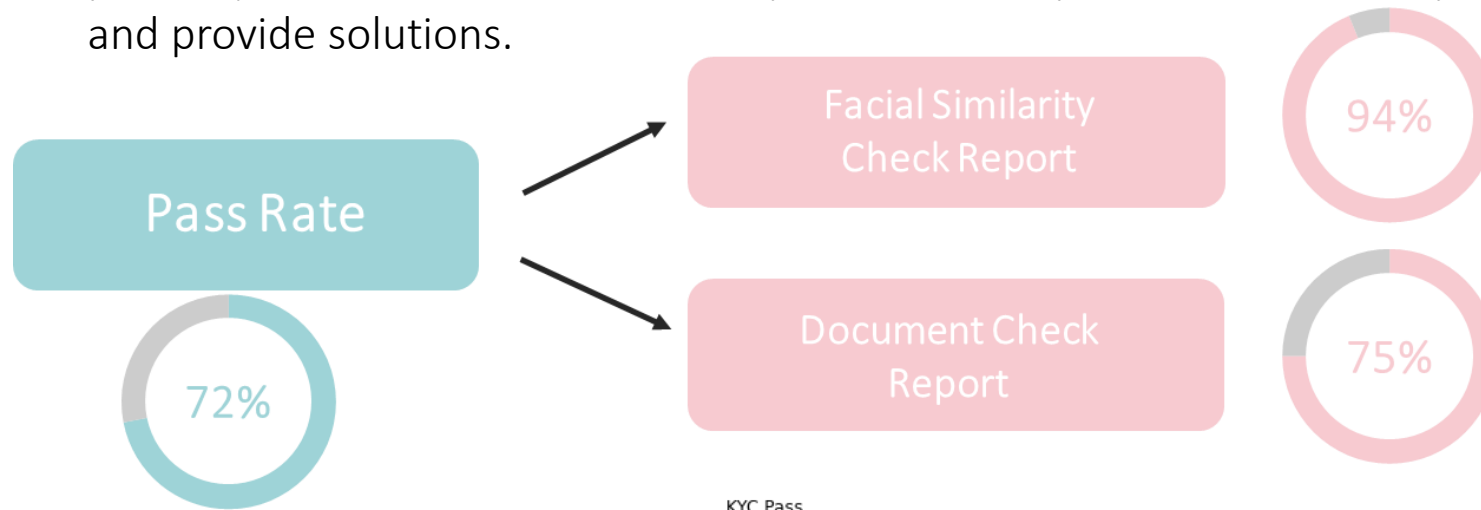 and provide solutions.
Pass Rate
72%
Facial Similarity
Check Report
94%
Document Check
Report
75%
KYC Pass